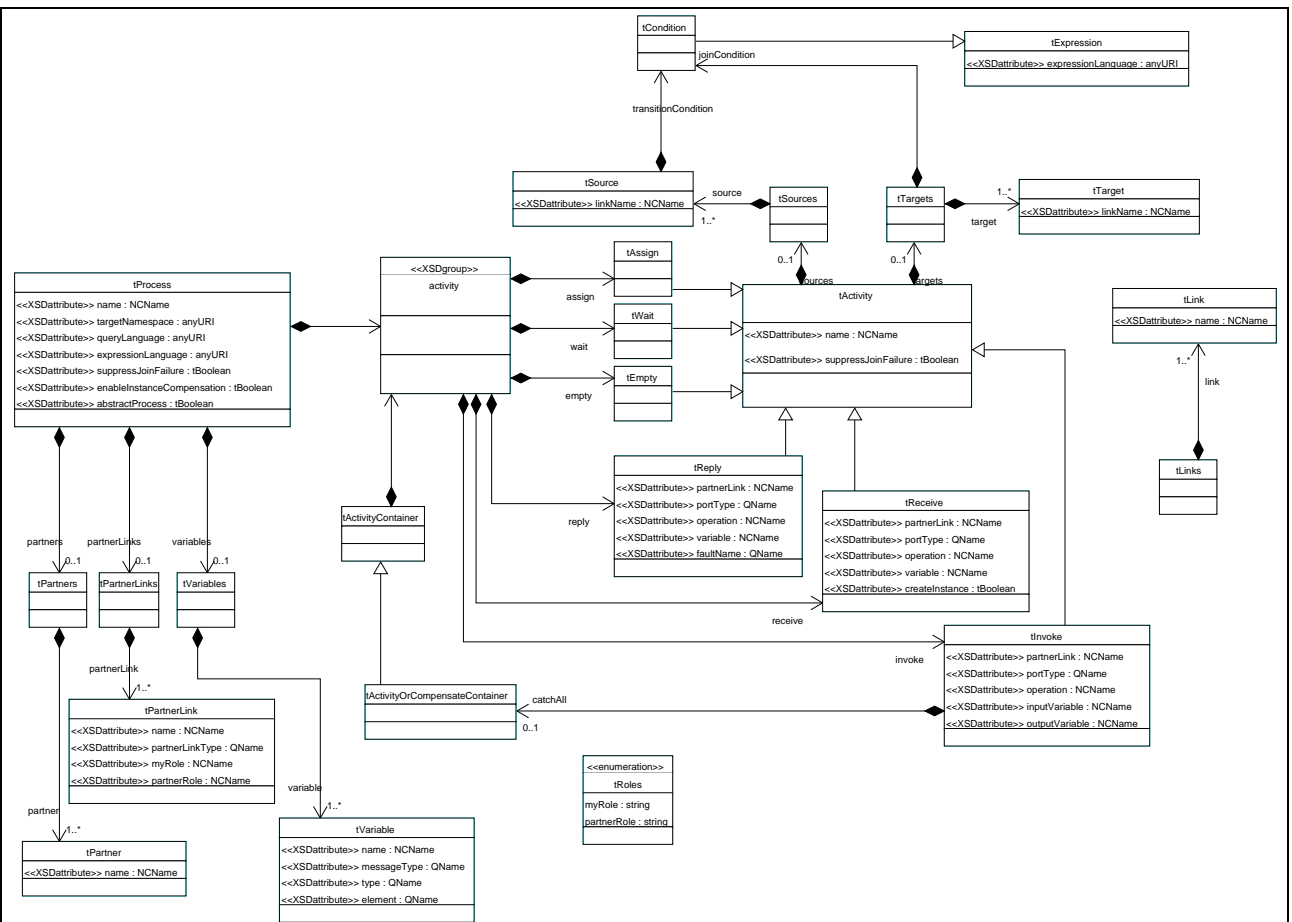 tCondition
tExpression
<<XSDattribute>> expressionLanguage : anyURI
joinCondition
transitionCondition
tSource
<<XSDattribute>> linkName : NCName
source
1..*
tSources
tTargets
1..*
target
tTarget
<<XSDattribute>> linkName : NCName
0..1
sources
0..1
targets
<<XSDgroup>>
activity
tAssign
assign
tWait
wait
tEmpty
empty
tActivity
<<XSDattribute>> name : NCName
<<XSDattribute>> suppressJoinFailure : tBoolean
tProcess
<<XSDattribute>> name : NCName
<<XSDattribute>> targetNamespace : anyURI
<<XSDattribute>> queryLanguage : anyURI
<<XSDattribute>> expressionLanguage : anyURI
<<XSDattribute>> suppressJoinFailure : tBoolean
<<XSDattribute>> enableInstanceCompensation : tBoolean
<<XSDattribute>> abstractProcess : tBoolean
tLink
<<XSDattribute>> name : NCName
1..*
link
tLinks
tReply
<<XSDattribute>> partnerLink : NCName
<<XSDattribute>> portType : QName
<<XSDattribute>> operation : NCName
<<XSDattribute>> variable : NCName
<<XSDattribute>> faultName : QName
reply
tReceive
<<XSDattribute>> partnerLink : NCName
<<XSDattribute>> portType : QName
<<XSDattribute>> operation : NCName
<<XSDattribute>> variable : NCName
<<XSDattribute>> createInstance : tBoolean
receive
tActivityContainer
partners
0..1
partnerLinks
0..1
variables
0..1
tPartners
tPartnerLinks
tVariables
tInvoke
<<XSDattribute>> partnerLink : NCName
<<XSDattribute>> portType : QName
<<XSDattribute>> operation : NCName
<<XSDattribute>> inputVariable : NCName
<<XSDattribute>> outputVariable : NCName
invoke
partnerLink
1..*
tActivityOrCompensateContainer
catchAll
0..1
tPartnerLink
<<XSDattribute>> name : NCName
<<XSDattribute>> partnerLinkType : QName
<<XSDattribute>> myRole : NCName
<<XSDattribute>> partnerRole : NCName
<<enumeration>>
tRoles
myRole : string
partnerRole : string
partner
1..*
variable
1..*
tPartner
<<XSDattribute>> name : NCName
tVariable
<<XSDattribute>> name : NCName
<<XSDattribute>> messageType : QName
<<XSDattribute>> type : QName
<<XSDattribute>> element : QName